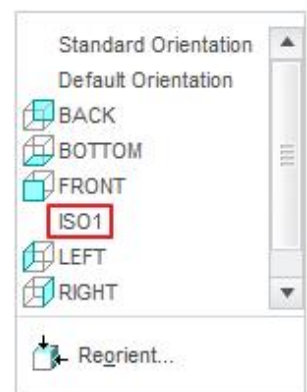 Standard Orientation
Default Orientation
BACK
BOTTOM
FRONT
ISO1
LEFT
RIGHT
Reorient...